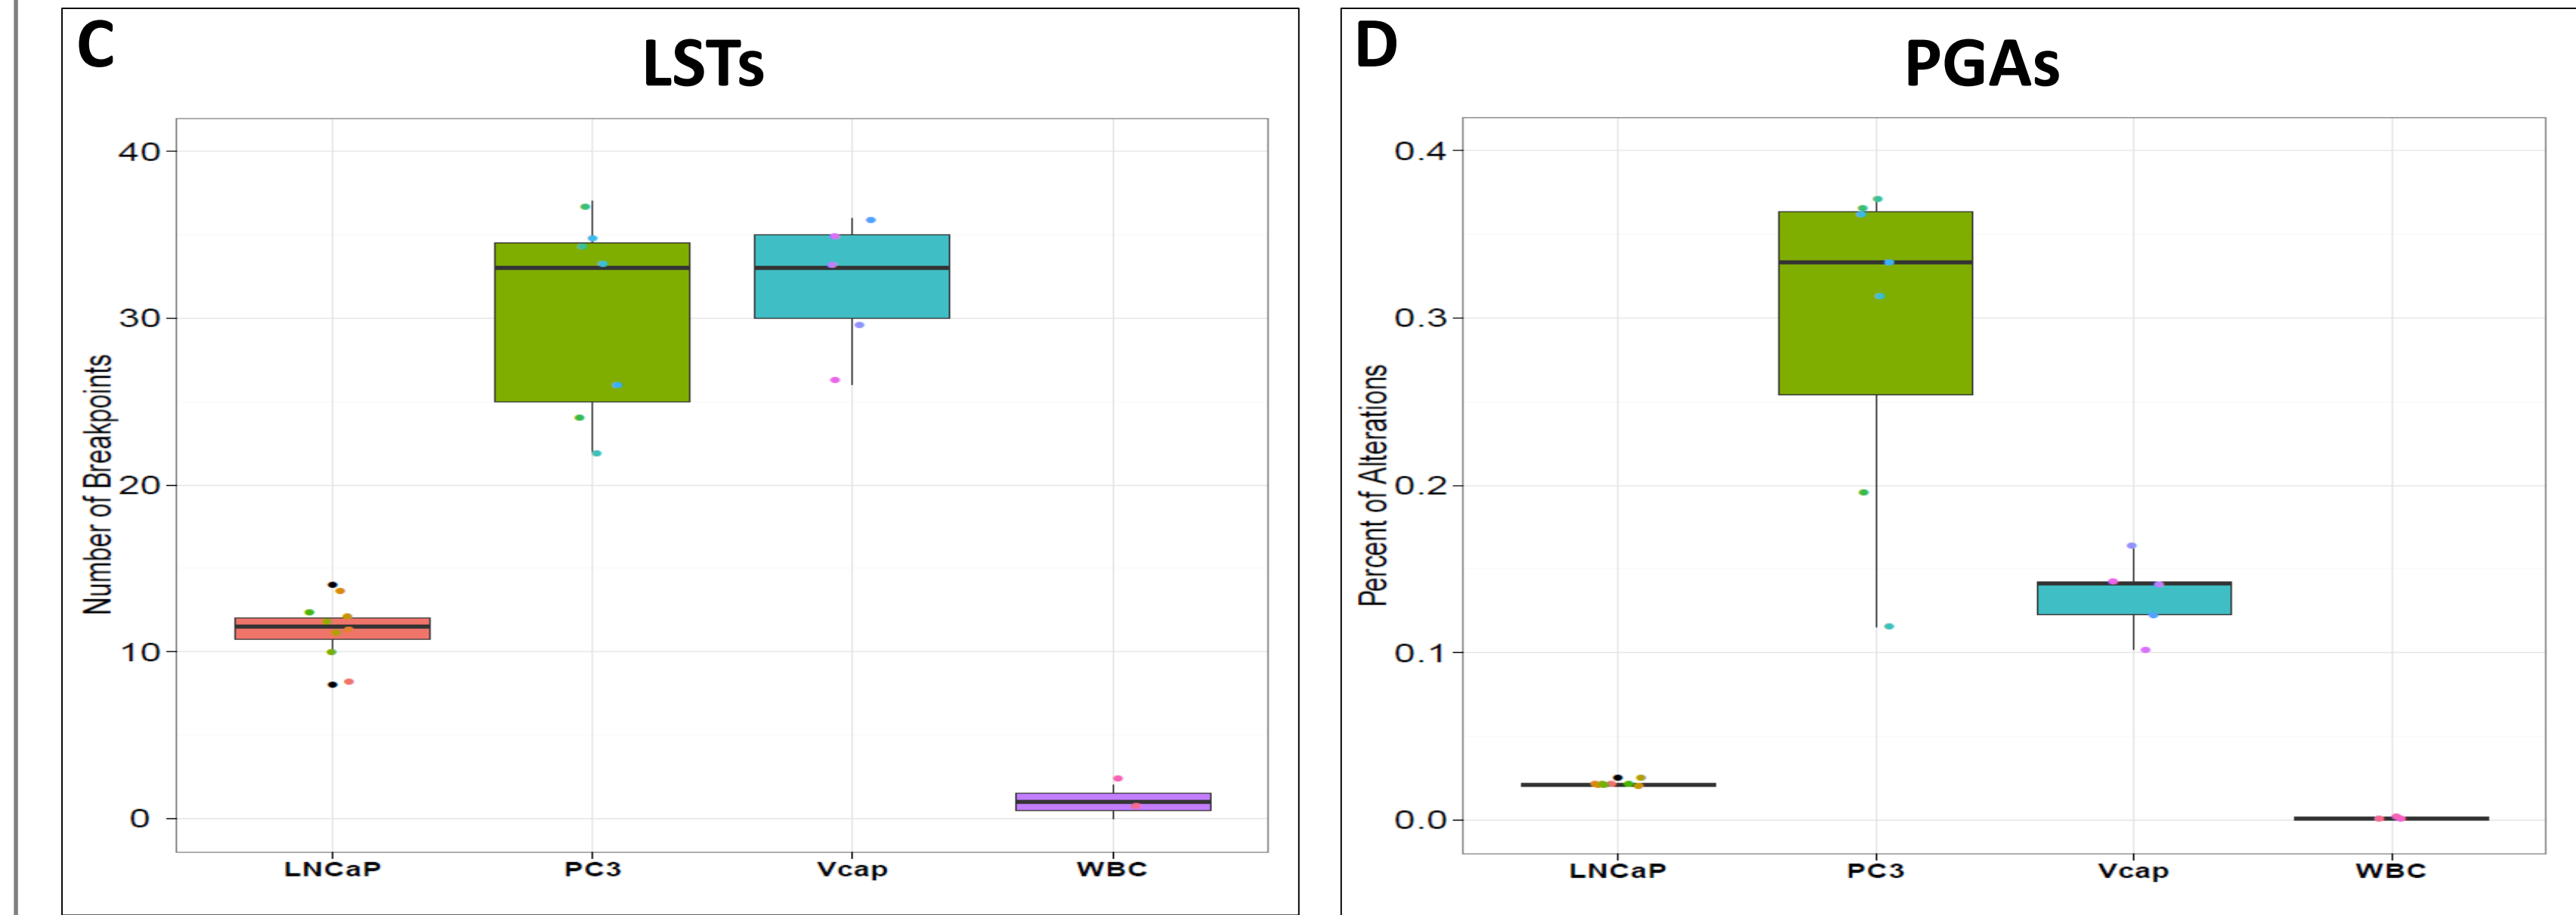 C
LSTs
Number of Breakpoints
40
30
20
10
0
LNCaP
PC3
Vcap
WBC
D
PGAs
Percent of Alterations
0.4
0.3
0.2
0.1
0.0
LNCaP
PC3
Vcap
WBC